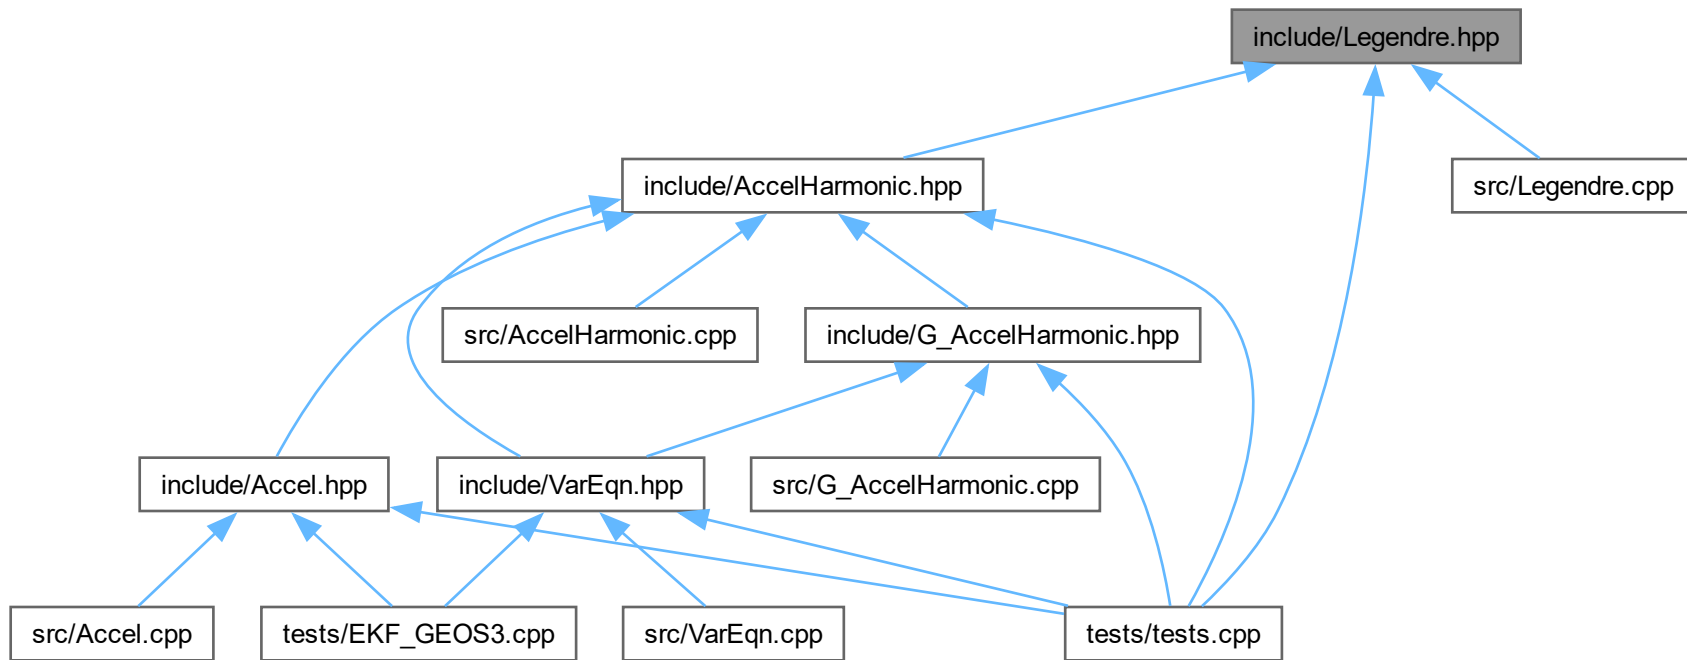 include/Legendre.hpp
include/AccelHarmonic.hpp
src/Legendre.cpp
src/AccelHarmonic.cpp
include/G_AccelHarmonic.hpp
include/Accel.hpp
include/VarEqn.hpp
src/G_AccelHarmonic.cpp
src/Accel.cpp
tests/EKF_GEOS3.cpp
src/VarEqn.cpp
tests/tests.cpp